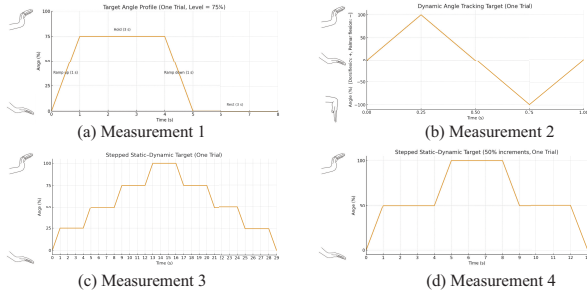 Target Angle Profile (One Trial, Level = 75%)
Angle (%)
100
75
50
25
0
Hold (3 s)
Ramp up (1 s)
Ramp down (1 s)
Rest (3 s)
0 1 2 3 4 5 6 7 8
Time (s)
(a) Measurement 1
Dynamic Angle Tracking Target (One Trial)
Angle (%) [Dorsiflexion +, Palmar flexion −]
100
50
0
−50
−100
0.00 0.25 0.50 0.75 1.00
Time (s)
(b) Measurement 2
Stepped Static-Dynamic Target (One Trial)
Angle (%)
100
75
50
25
0
0 1 2 3 4 5 6 7 8 9 10 11 12 13 14 15 16 17 18 19 20 21 22 23 24 25 26 27 28 29
Time (s)
(c) Measurement 3
Stepped Static-Dynamic Target (50% increments, One Trial)
Angle (%)
100
50
0
0 1 2 3 4 5 6 7 8 9 10 11 12
Time (s)
(d) Measurement 4